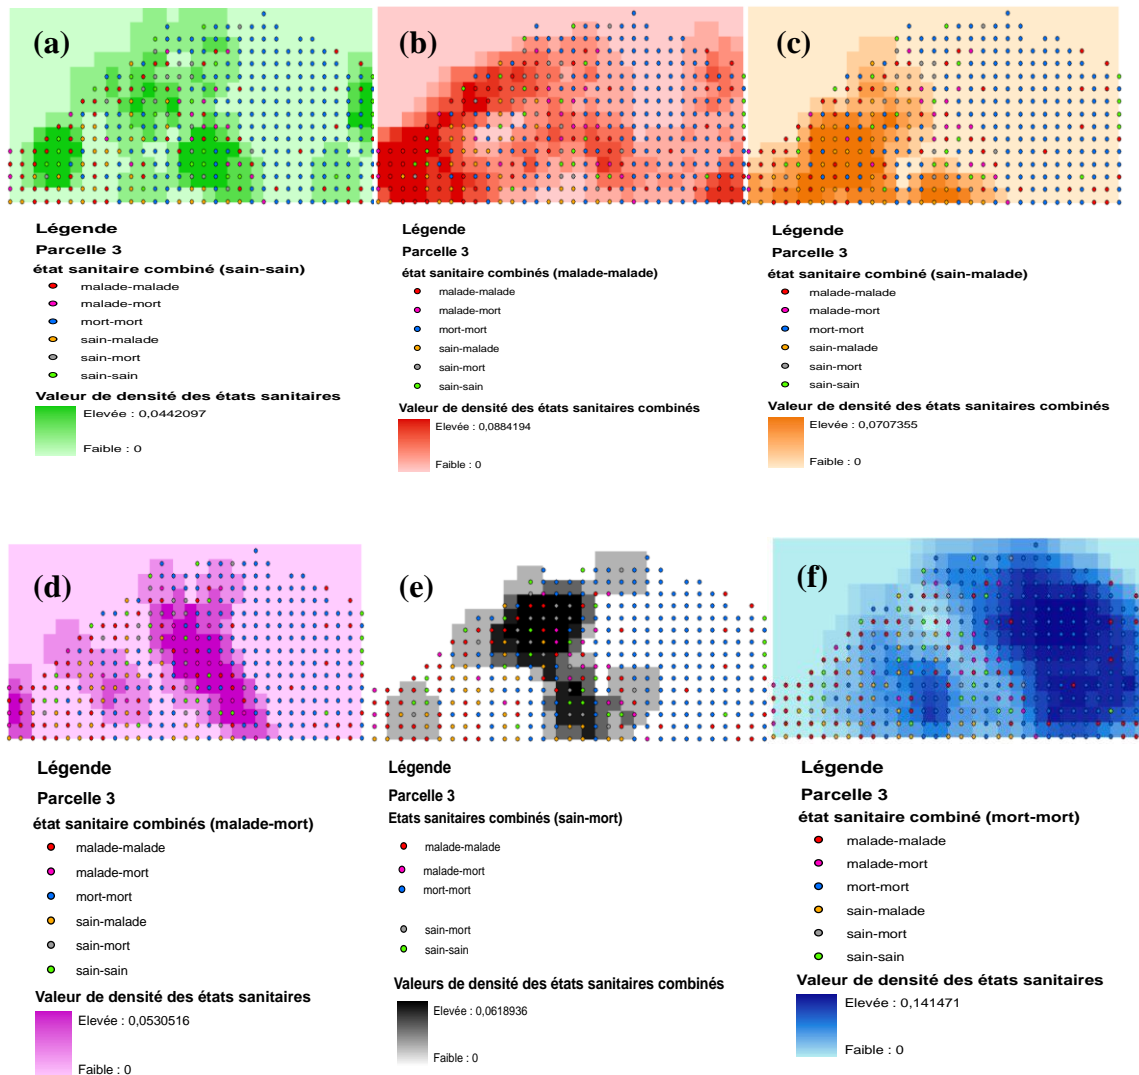 (a)
Légende
Parcelle 3
état sanitaire combiné (sain-sain)
malade-malade
malade-mort
mort-mort
sain-malade
sain-mort
sain-sain
Valeur de densité des états sanitaires
Elevée : 0,0442097
Faible : 0
(b)
Légende
Parcelle 3
état sanitaire combinés (malade-malade)
malade-malade
malade-mort
mort-mort
sain-malade
sain-mort
sain-sain
Valeur de densité des états sanitaires combinés
Elevée : 0,0884194
Faible : 0
(c)
Légende
Parcelle 3
état sanitaire combiné (sain-malade)
malade-malade
malade-mort
mort-mort
sain-malade
sain-mort
sain-sain
Valeur de densité des états sanitaires combinés
Elevée : 0,0707355
Faible : 0
(d)
Légende
Parcelle 3
état sanitaire combinés (malade-mort)
malade-malade
malade-mort
mort-mort
sain-malade
sain-mort
sain-sain
Valeur de densité des états sanitaires
Elevée : 0,0530516
Faible : 0
(e)
Légende
Parcelle 3
Etats sanitaires combinés (sain-mort)
malade-malade
malade-mort
mort-mort
sain-mort
sain-sain
Valeurs de densité des états sanitaires combinés
Elevée : 0,0618936
Faible : 0
(f)
Légende
Parcelle 3
état sanitaire combiné (mort-mort)
malade-malade
malade-mort
mort-mort
sain-malade
sain-mort
sain-sain
Valeur de densité des états sanitaires
Elevée : 0,141471
Faible : 0